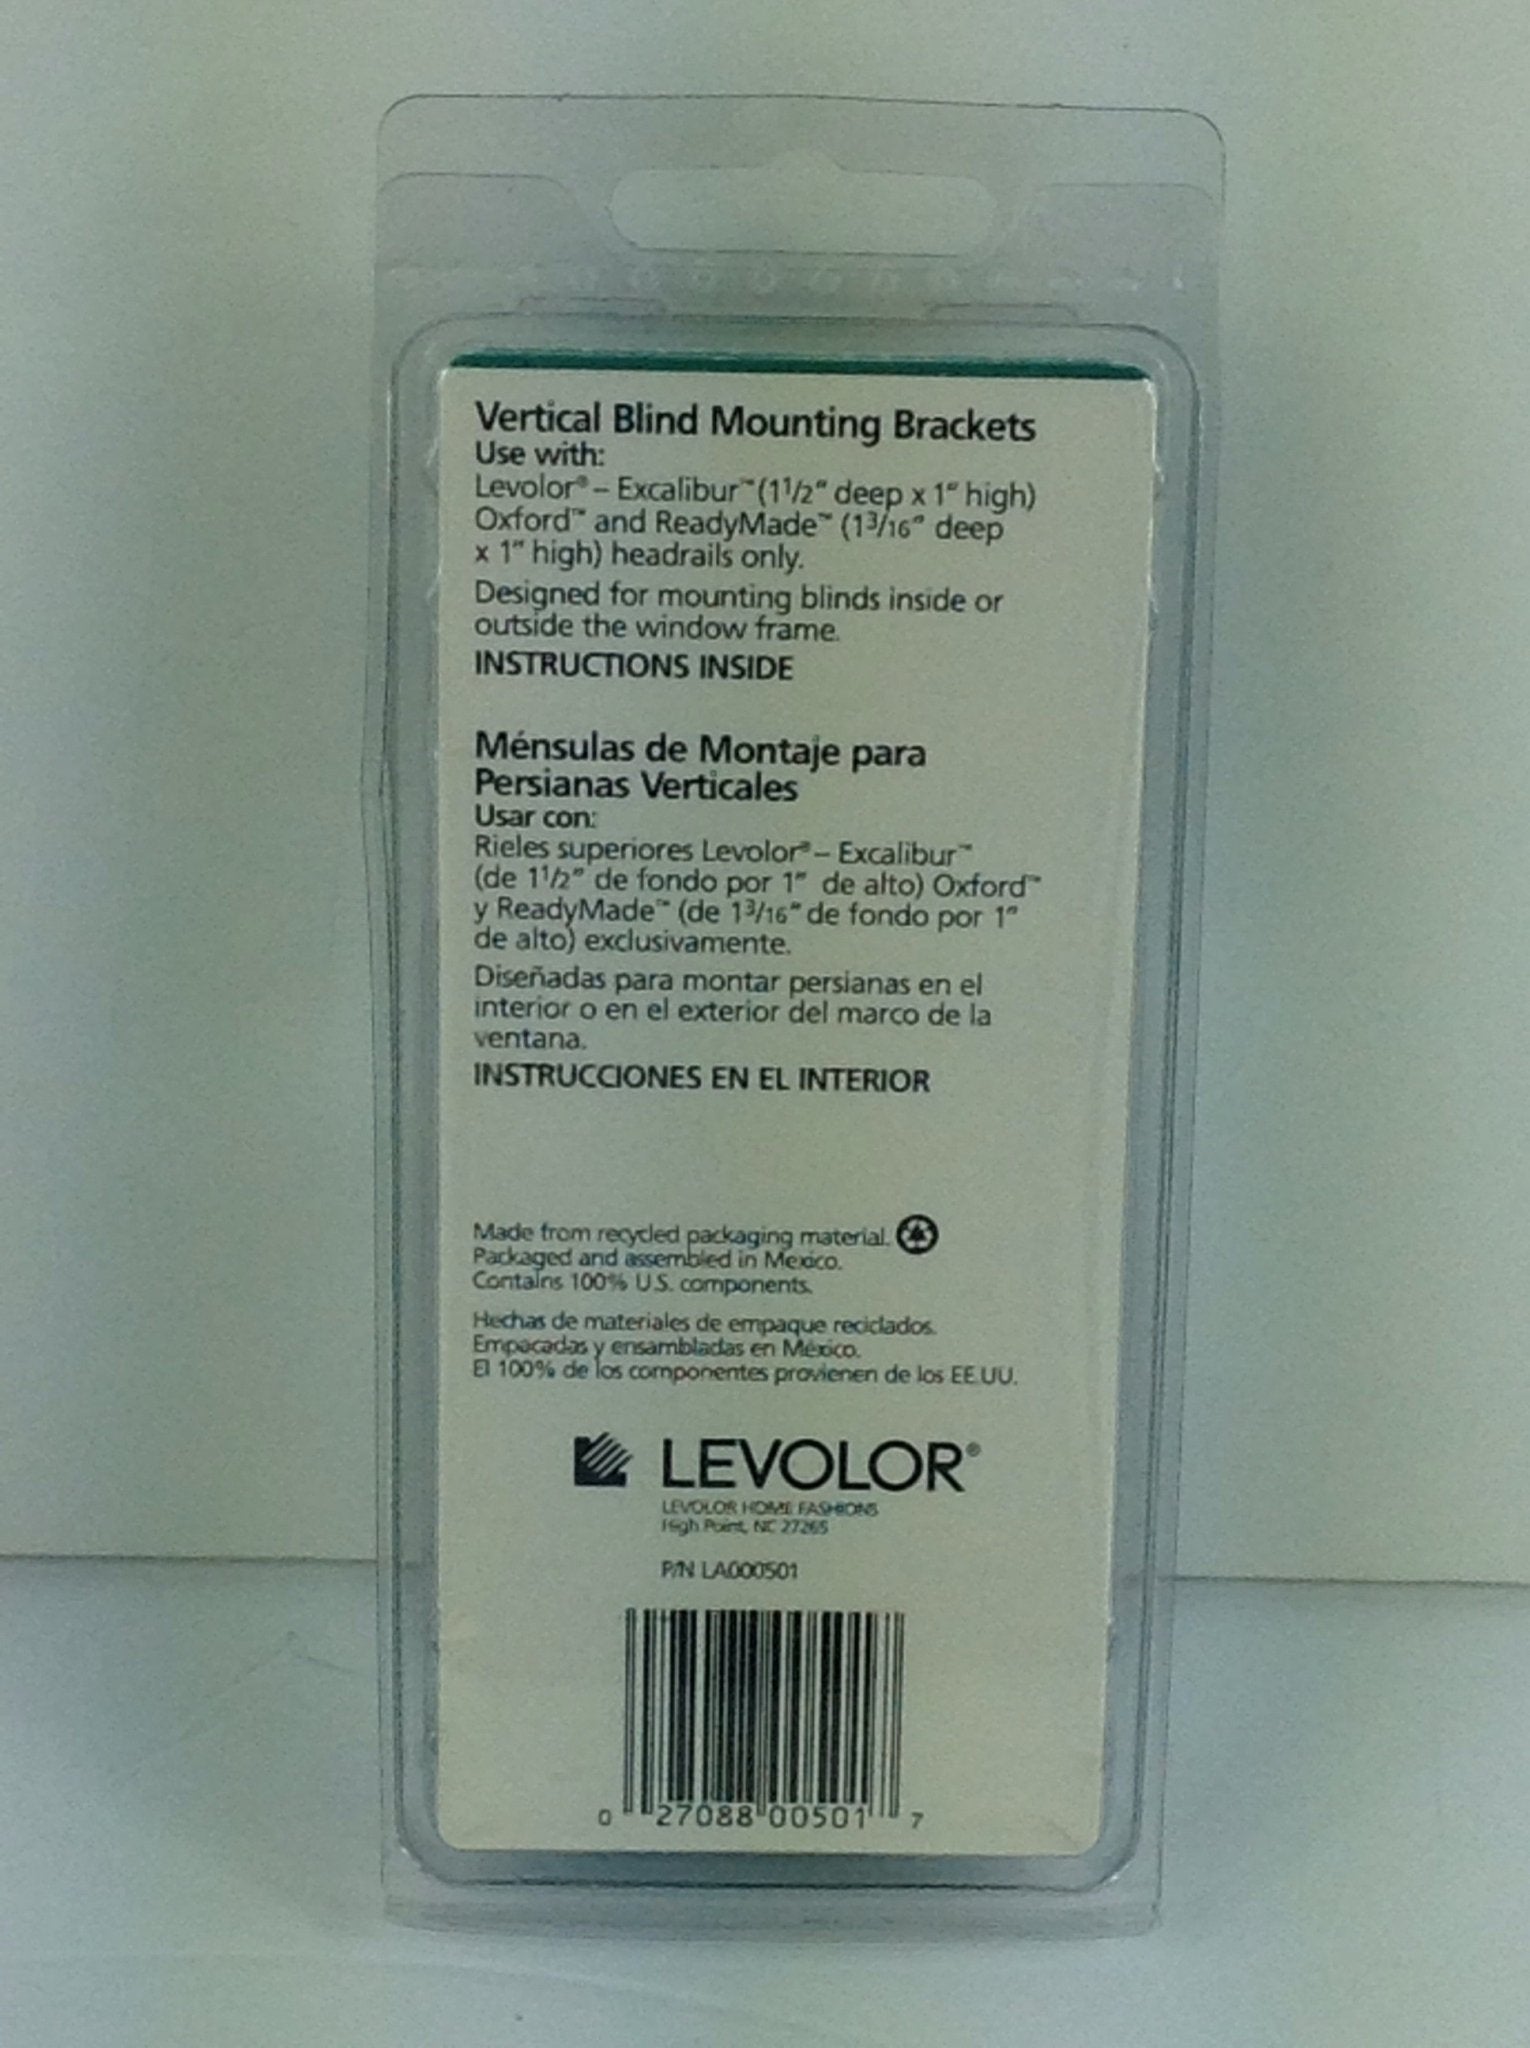 Vertical Blind Mounting Brackets
Use with:
Levolor® – Excalibur™ (1 1/2" deep x 1" high)
Oxford™ and ReadyMade™ (1 3/16" deep
x 1" high) headrails only.
Designed for mounting blinds inside or
outside the window frame.
INSTRUCTIONS INSIDE
Ménsulas de Montaje para
Persianas Verticales
Usar con:
Rieles superiores Levolor® – Excalibur™
(de 1 1/2" de fondo por 1" de alto) Oxford™
y ReadyMade™ (de 1 3/16" de fondo por 1"
de alto) exclusivamente.
Diseñadas para montar persianas en el
interior o en el exterior del marco de la
ventana.
INSTRUCCIONES EN EL INTERIOR
Made from recycled packaging material.
Packaged and assembled in Mexico.
Contains 100% U.S. components.
Hechas de materiales de empaque reciclados.
Empacadas y ensambladas en México.
El 100% de los componentes provienen de los EE.UU.
LEVOLOR®
LEVOLOR HOME FASHIONS
High Point, NC 27265
P/N LA000501
0 27088 00501 7